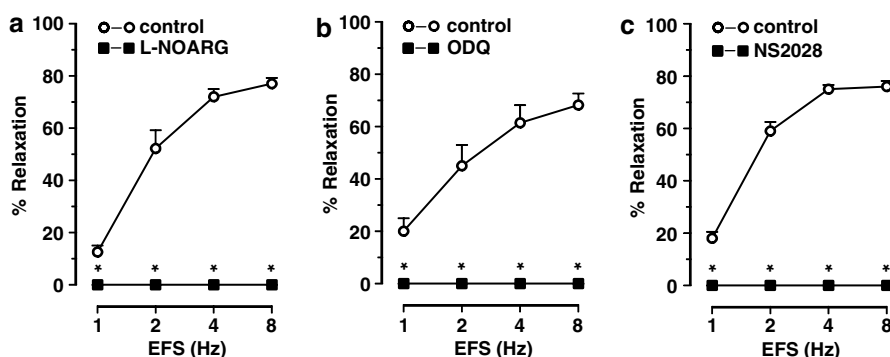 a
control
L-NOARG
% Relaxation
100
80
60
40
20
0
* * * *
1 2 4 8
EFS (Hz)
b
control
ODQ
% Relaxation
100
80
60
40
20
0
* * * *
1 2 4 8
EFS (Hz)
c
control
NS2028
% Relaxation
100
80
60
40
20
0
* * * *
1 2 4 8
EFS (Hz)